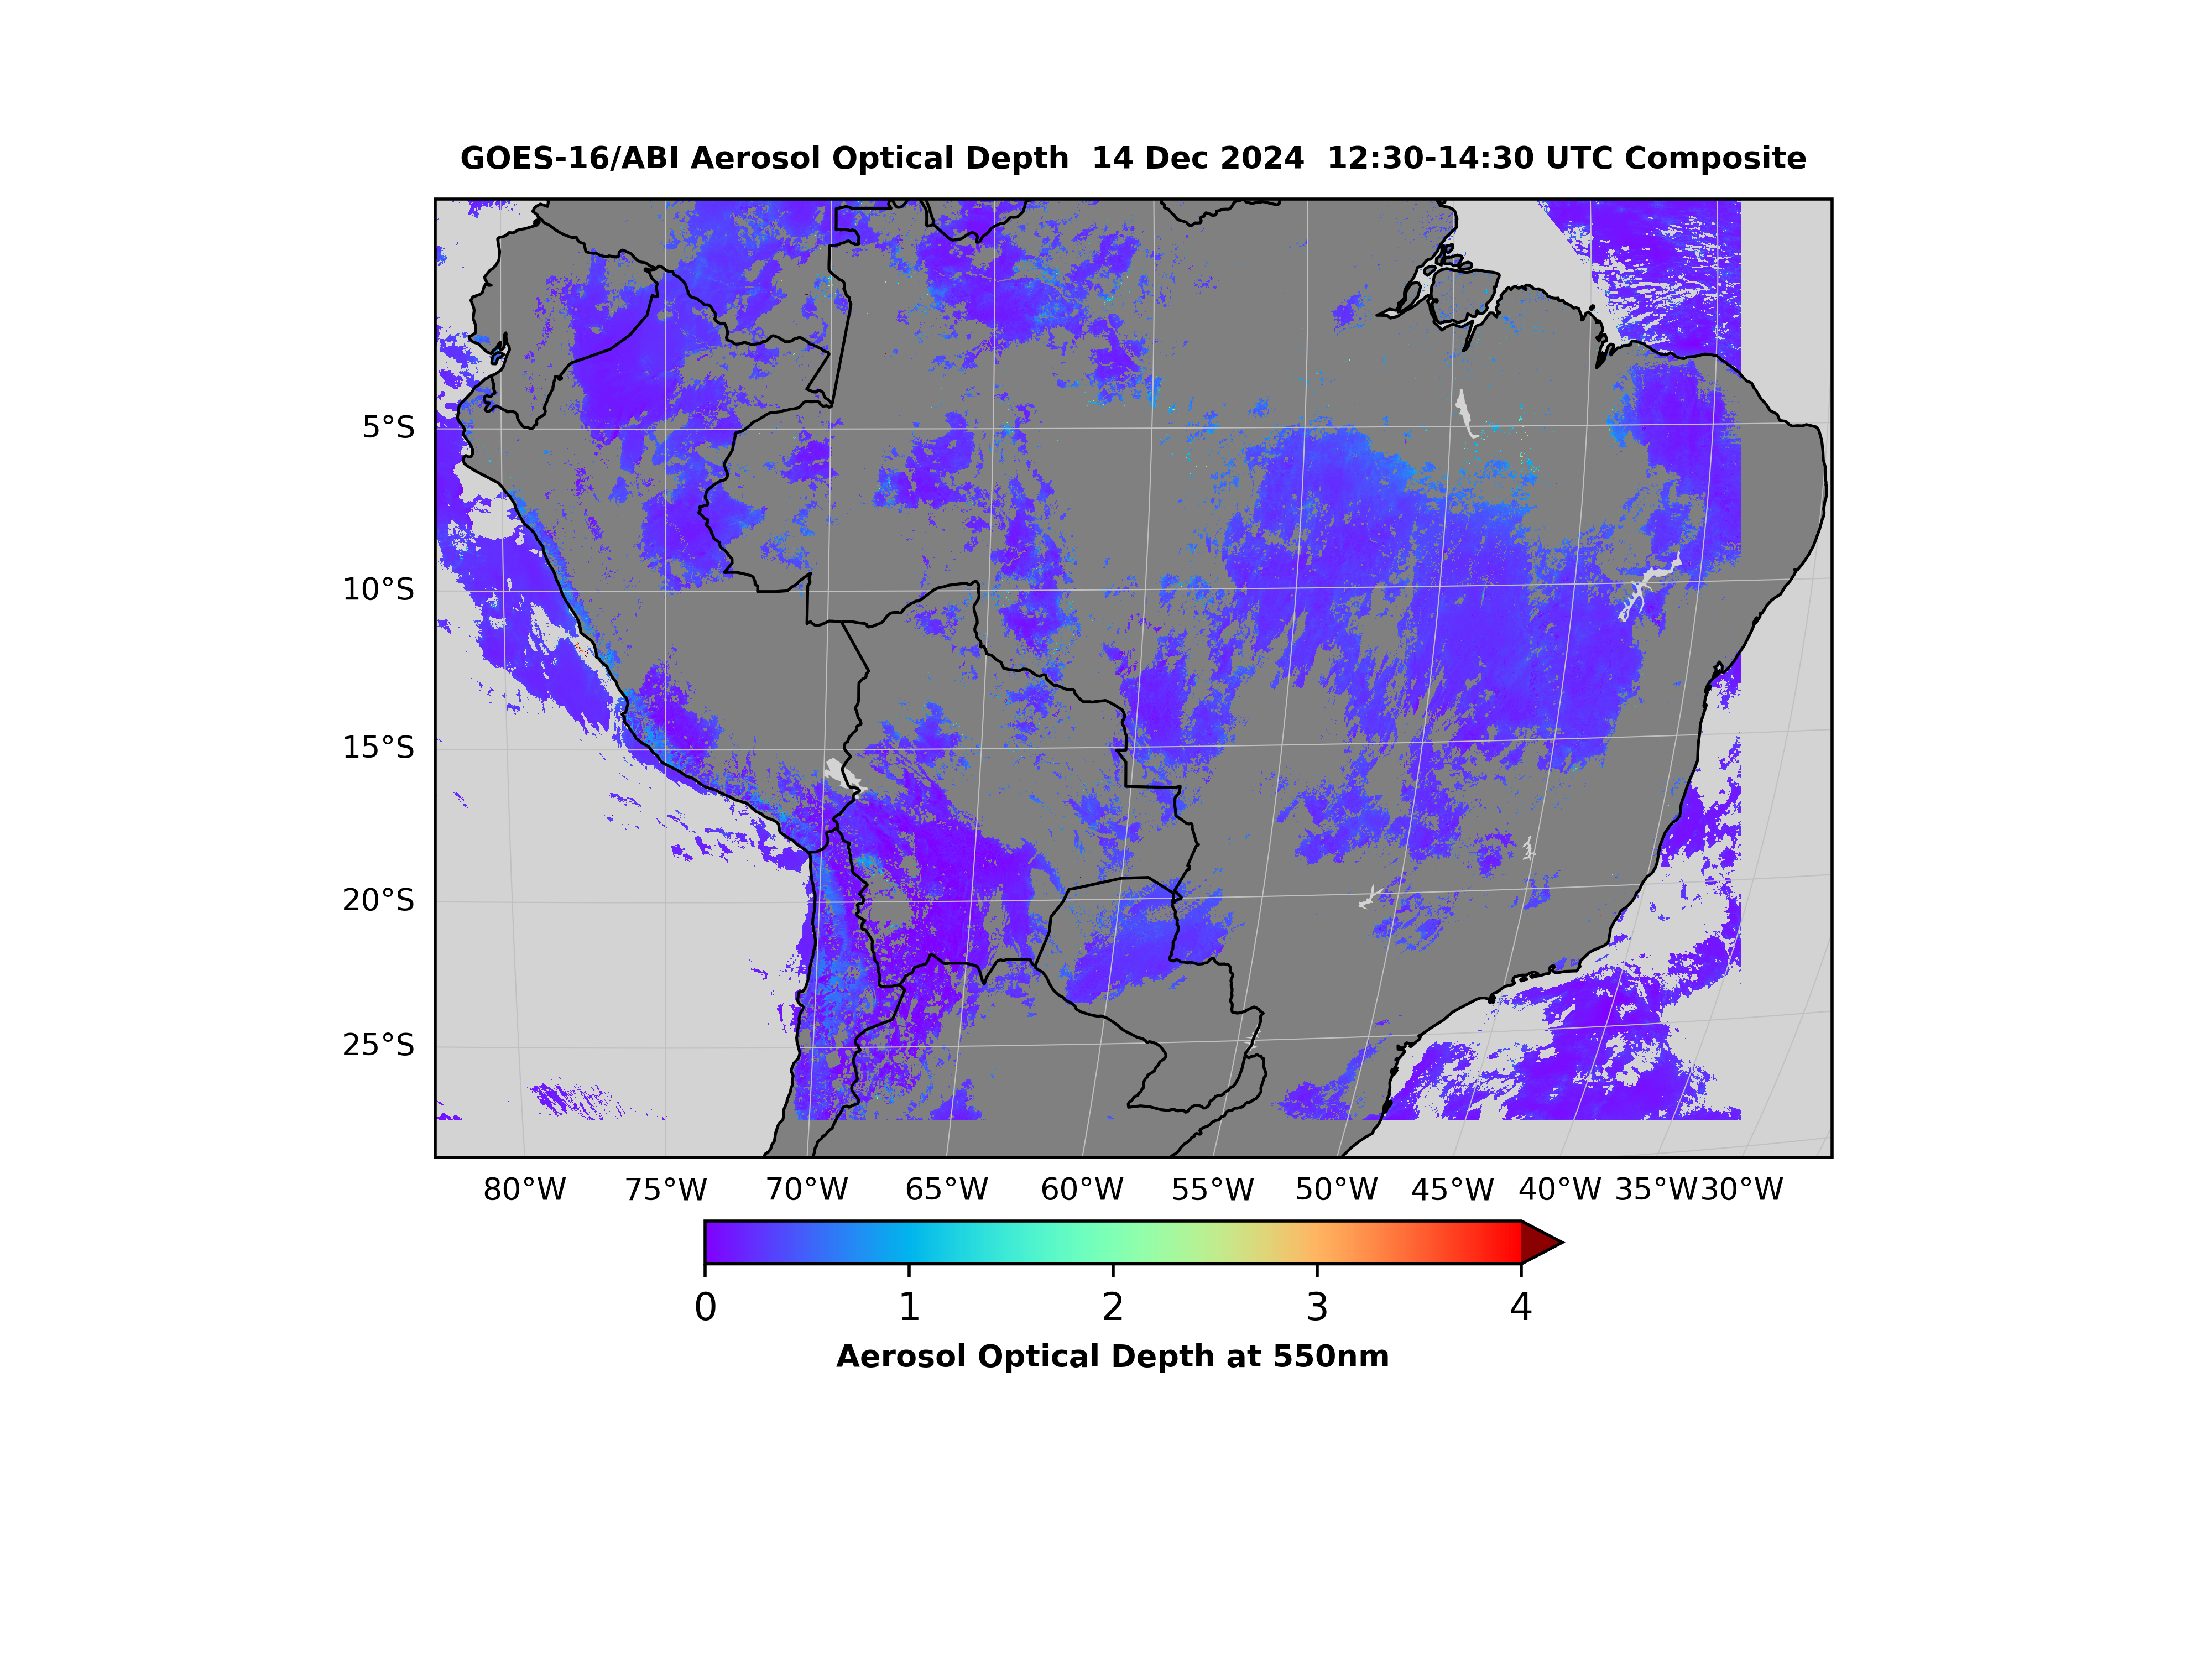 GOES-16/ABI Aerosol Optical Depth  14 Dec 2024  12:30-14:30 UTC Composite
5°S
10°S
15°S
20°S
25°S
80°W 75°W 70°W 65°W 60°W 55°W 50°W 45°W 40°W 35°W 30°W
0 1 2 3 4
Aerosol Optical Depth at 550nm